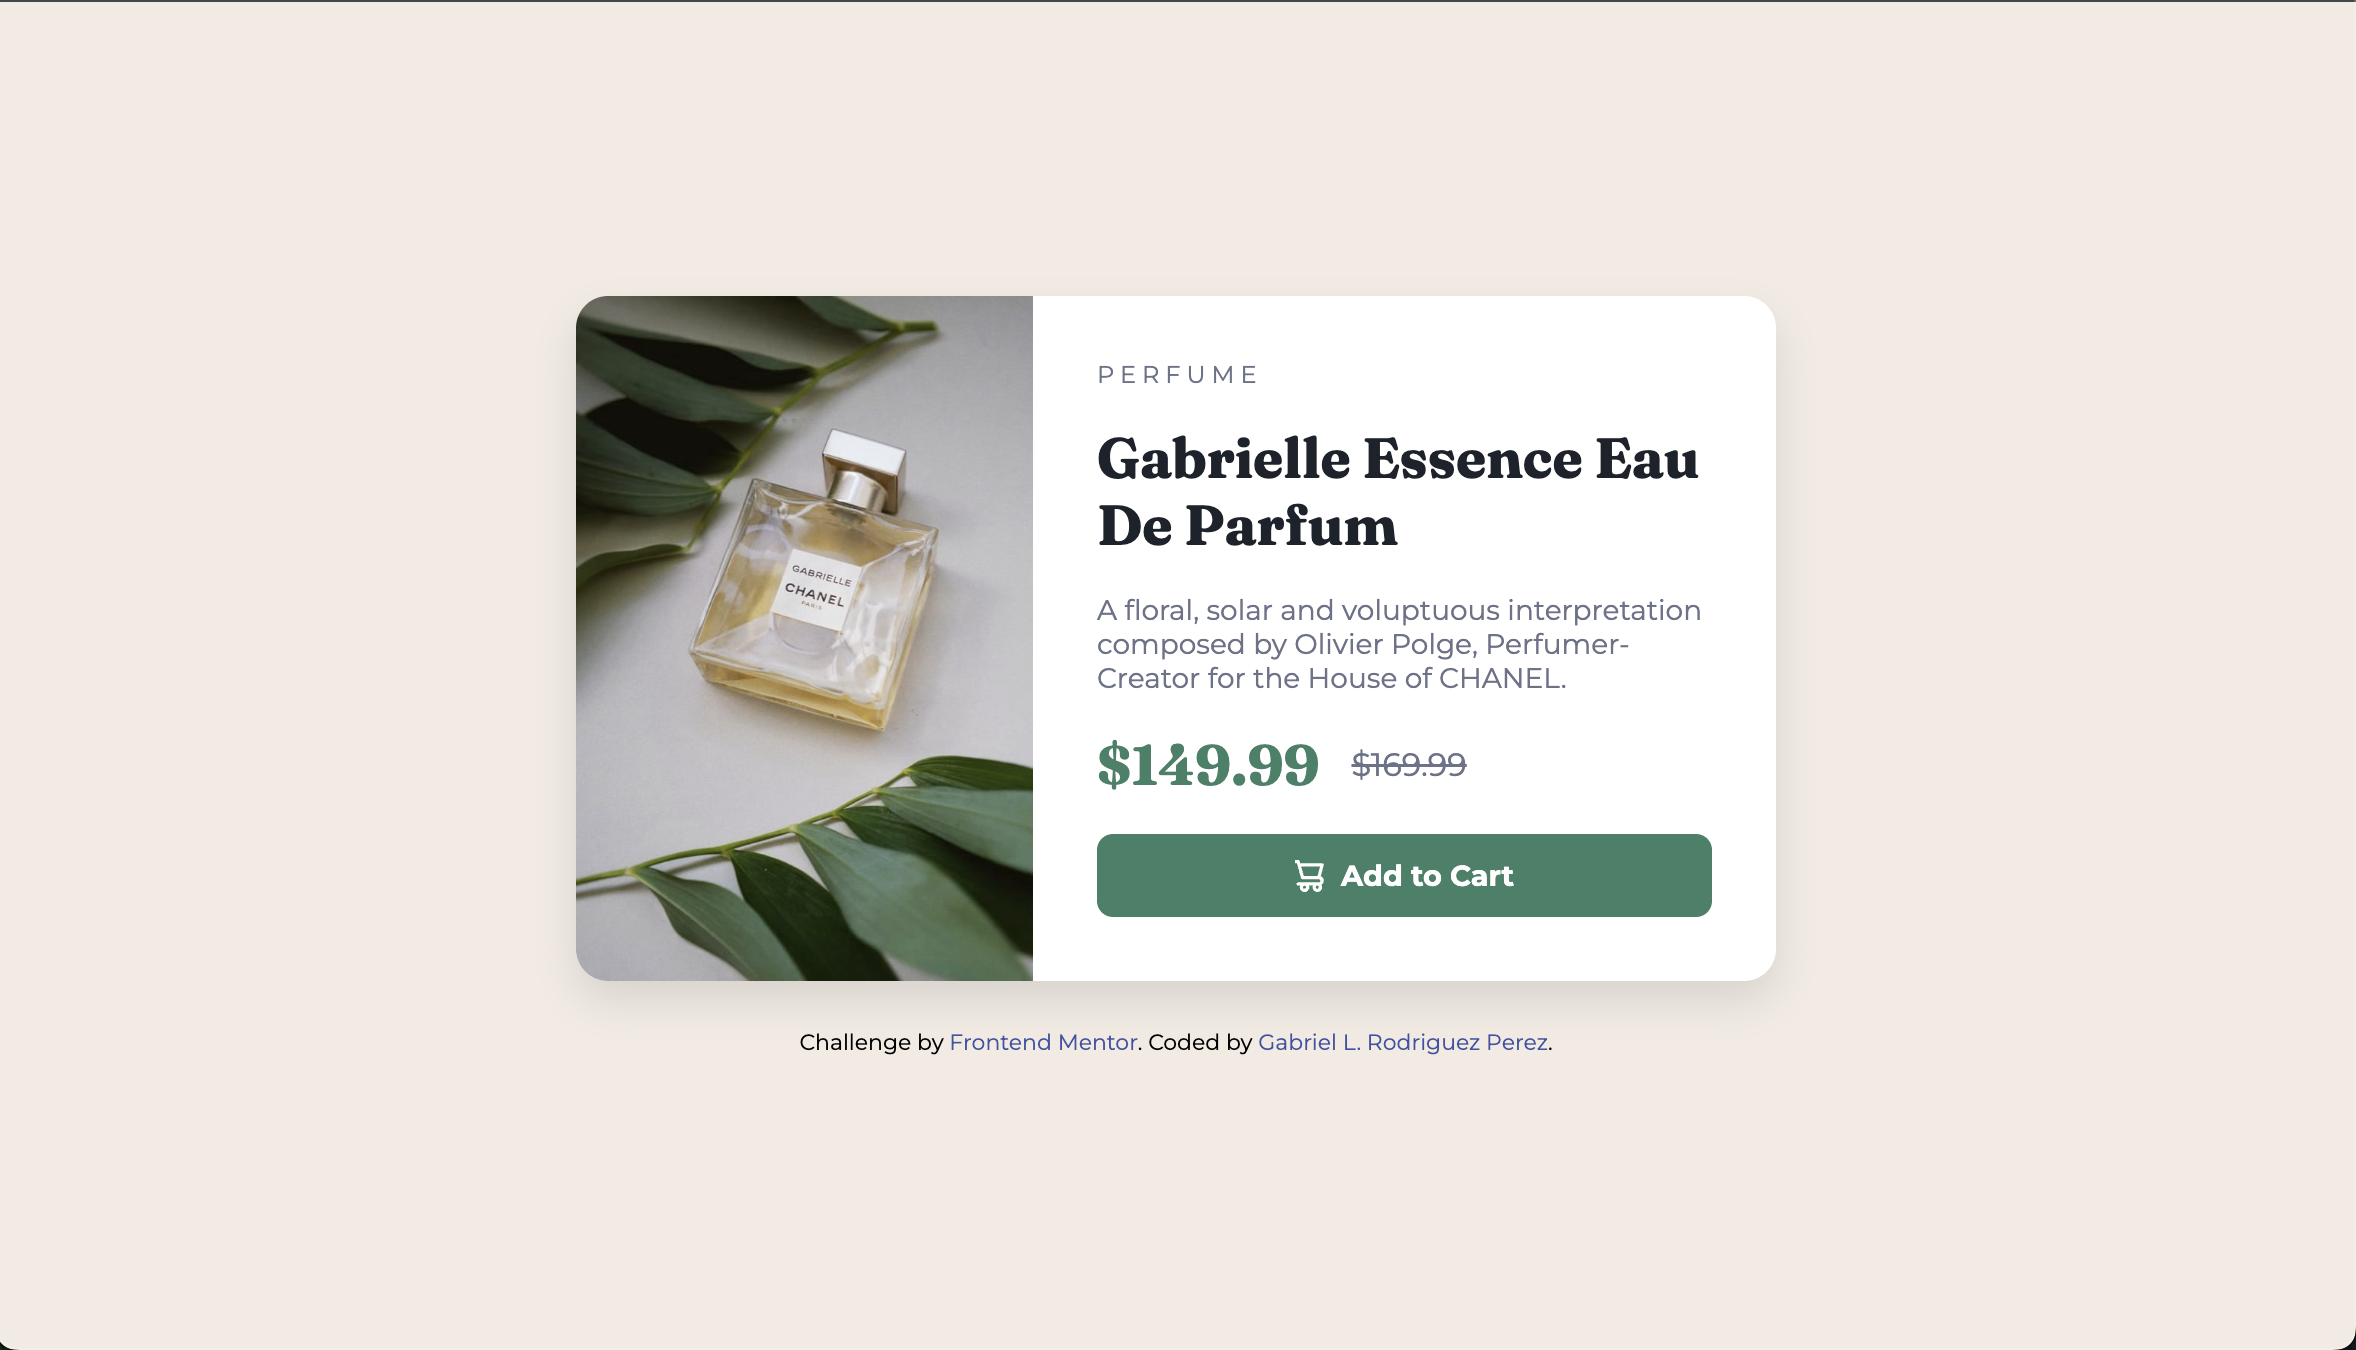 GABRIELLE
CHANEL
PARIS
PERFUME
Gabrielle Essence Eau
De Parfum
A floral, solar and voluptuous interpretation
composed by Olivier Polge, Perfumer-
Creator for the House of CHANEL.
$149.99 $169.99
Add to Cart
Challenge by Frontend Mentor. Coded by Gabriel L. Rodriguez Perez.